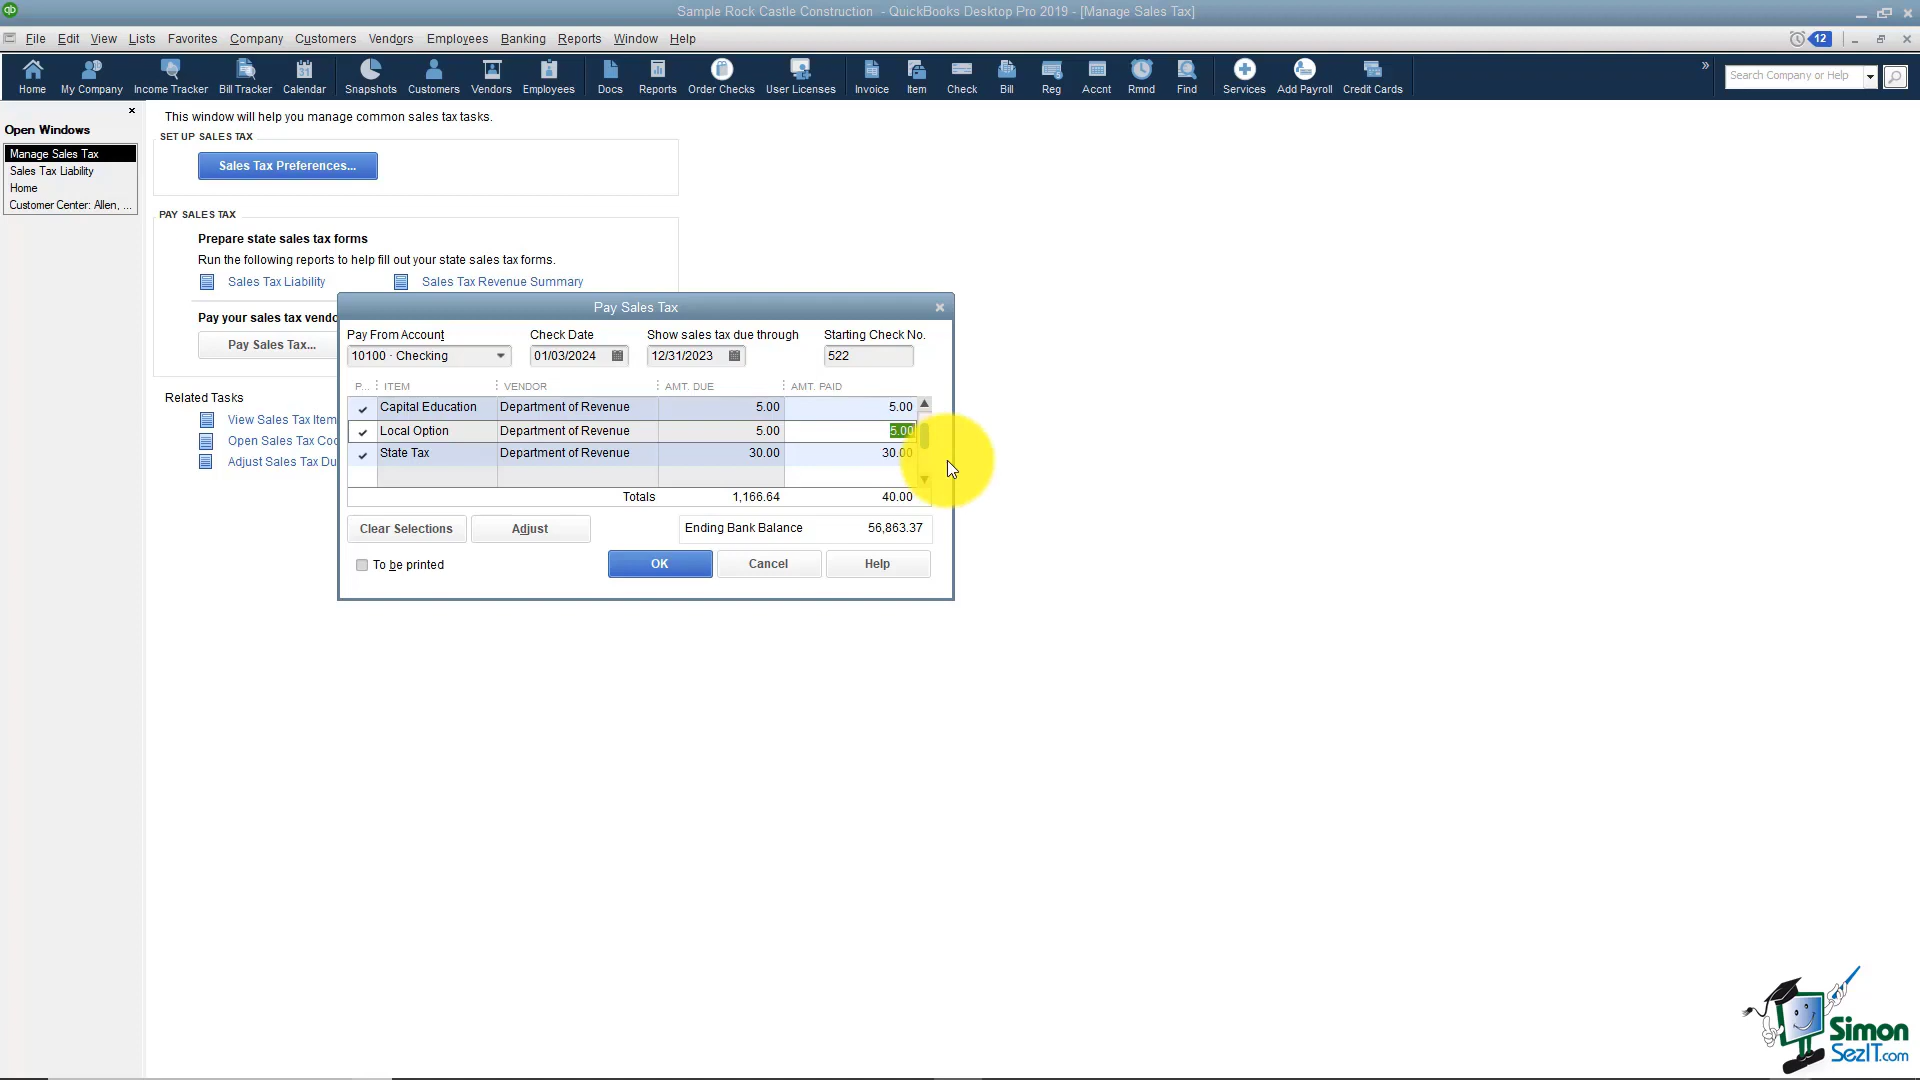 Sample Rock Castle Construction - QuickBooks Desktop Pro 2019 - [Manage Sales Tax]
File Edit View Lists Favorites Company Customers Vendors Employees Banking Reports Window Help
12
Home My Company Income Tracker Bill Tracker Calendar Snapshots Customers Vendors Employees Docs Reports Order Checks User Licenses Invoice Item Check Bill Reg Accnt Rmnd Find Services Add Payroll Credit Cards
Search Company or Help
Open Windows
Manage Sales Tax
Sales Tax Liability
Home
Customer Center: Allen, ...
This window will help you manage common sales tax tasks.
SET UP SALES TAX
Sales Tax Preferences...
PAY SALES TAX
Prepare state sales tax forms
Run the following reports to help fill out your state sales tax forms.
Sales Tax Liability Sales Tax Revenue Summary
Pay your sales tax vendo
Pay Sales Tax...
Related Tasks
View Sales Tax Item
Open Sales Tax Coo
Adjust Sales Tax Du
Pay Sales Tax
Pay From Account Check Date Show sales tax due through Starting Check No.
10100 · Checking 01/03/2024 12/31/2023 522
P... ITEM VENDOR AMT. DUE AMT. PAID
Capital Education Department of Revenue 5.00 5.00
Local Option Department of Revenue 5.00 5.00
State Tax Department of Revenue 30.00 30.00
Totals 1,166.64 40.00
Clear Selections Adjust Ending Bank Balance 56,863.37
To be printed OK Cancel Help
Simon
SezIT.com